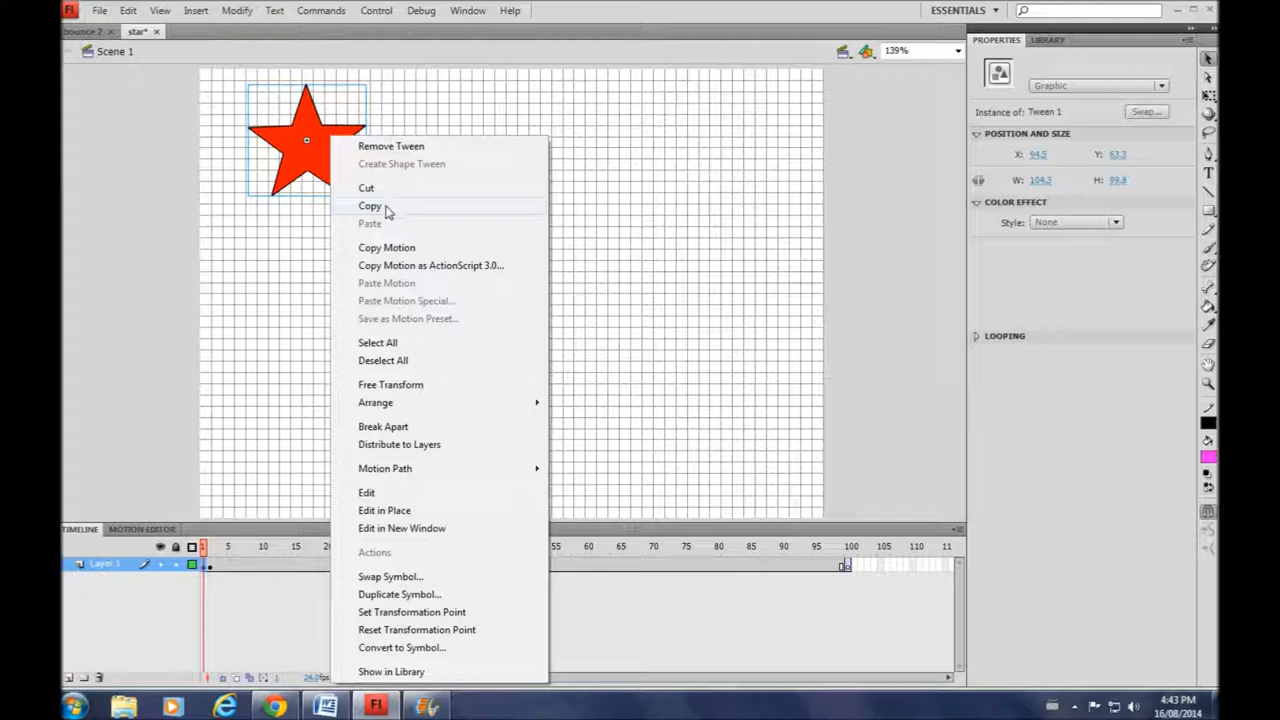 Fl File Edit View Insert Modify Text Commands Control Debug Window Help ESSENTIALS
bounce 2 × star* ×
Scene 1 139%
PROPERTIES LIBRARY
Graphic
Instance of: Tween 1 Swap...
POSITION AND SIZE
X: 94.5 Y: 63.3
W: 104.3 H: 99.8
COLOR EFFECT
Style: None
LOOPING
Remove Tween
Create Shape Tween
Cut
Copy
Paste
Copy Motion
Copy Motion as ActionScript 3.0...
Paste Motion
Paste Motion Special...
Save as Motion Preset...
Select All
Deselect All
Free Transform
Arrange
Break Apart
Distribute to Layers
Motion Path
Edit
Edit in Place
Edit in New Window
Actions
Swap Symbol...
Duplicate Symbol...
Set Transformation Point
Reset Transformation Point
Convert to Symbol...
Show in Library
TIMELINE MOTION EDITOR
1 5 10 15 55 60 65 70 75 80 85 90 95 100 105 110 11
Layer 1
1 24.0fps
4:43 PM
16/08/2014